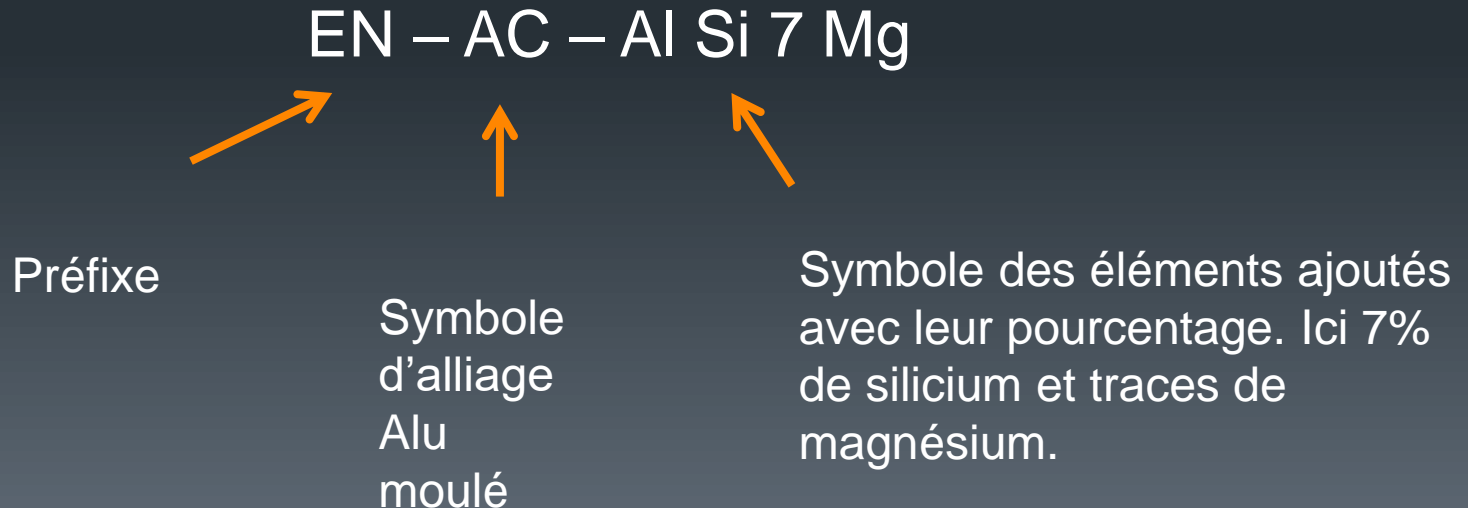 EN – AC – Al Si 7 Mg
Préfixe
Symbole
d’alliage
Alu
moulé
Symbole des éléments ajoutés
avec leur pourcentage. Ici 7%
de silicium et traces de
magnésium.